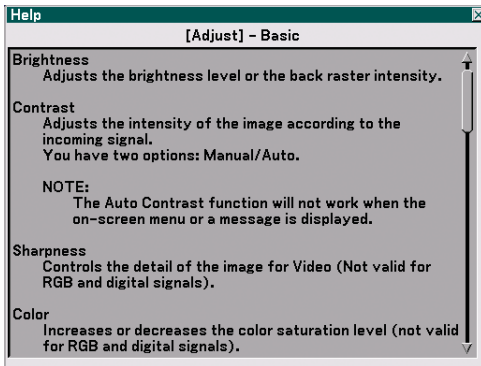 Help
[Adjust] - Basic
Brightness
Adjusts the brightness level or the back raster intensity.
Contrast
Adjusts the intensity of the image according to the
incoming signal.
You have two options: Manual/Auto.
NOTE:
The Auto Contrast function will not work when the
on-screen menu or a message is displayed.
Sharpness
Controls the detail of the image for Video (Not valid for
RGB and digital signals).
Color
Increases or decreases the color saturation level (not valid
for RGB and digital signals).